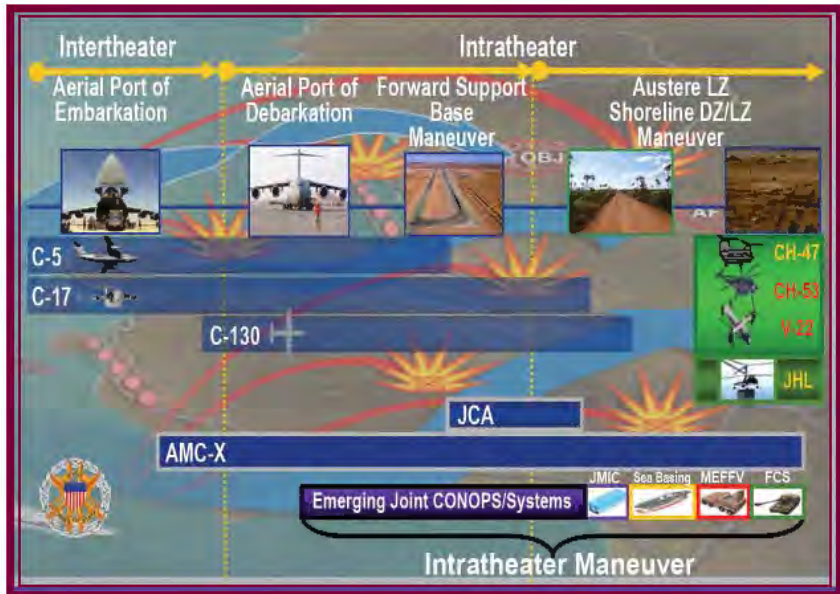 Intertheater
Intratheater
Aerial Port of
Embarkation
Aerial Port of
Debarkation
Forward Support
Base
Maneuver
Austere LZ
Shoreline DZ/LZ
Maneuver
OBJ
C-5
C-17
C-130
CH-47
CH-53
V-22
JHL
JCA
AMC-X
Emerging Joint CONOPS/Systems
JMIC
Sea Basing
MEFFV
FCS
Intratheater Maneuver